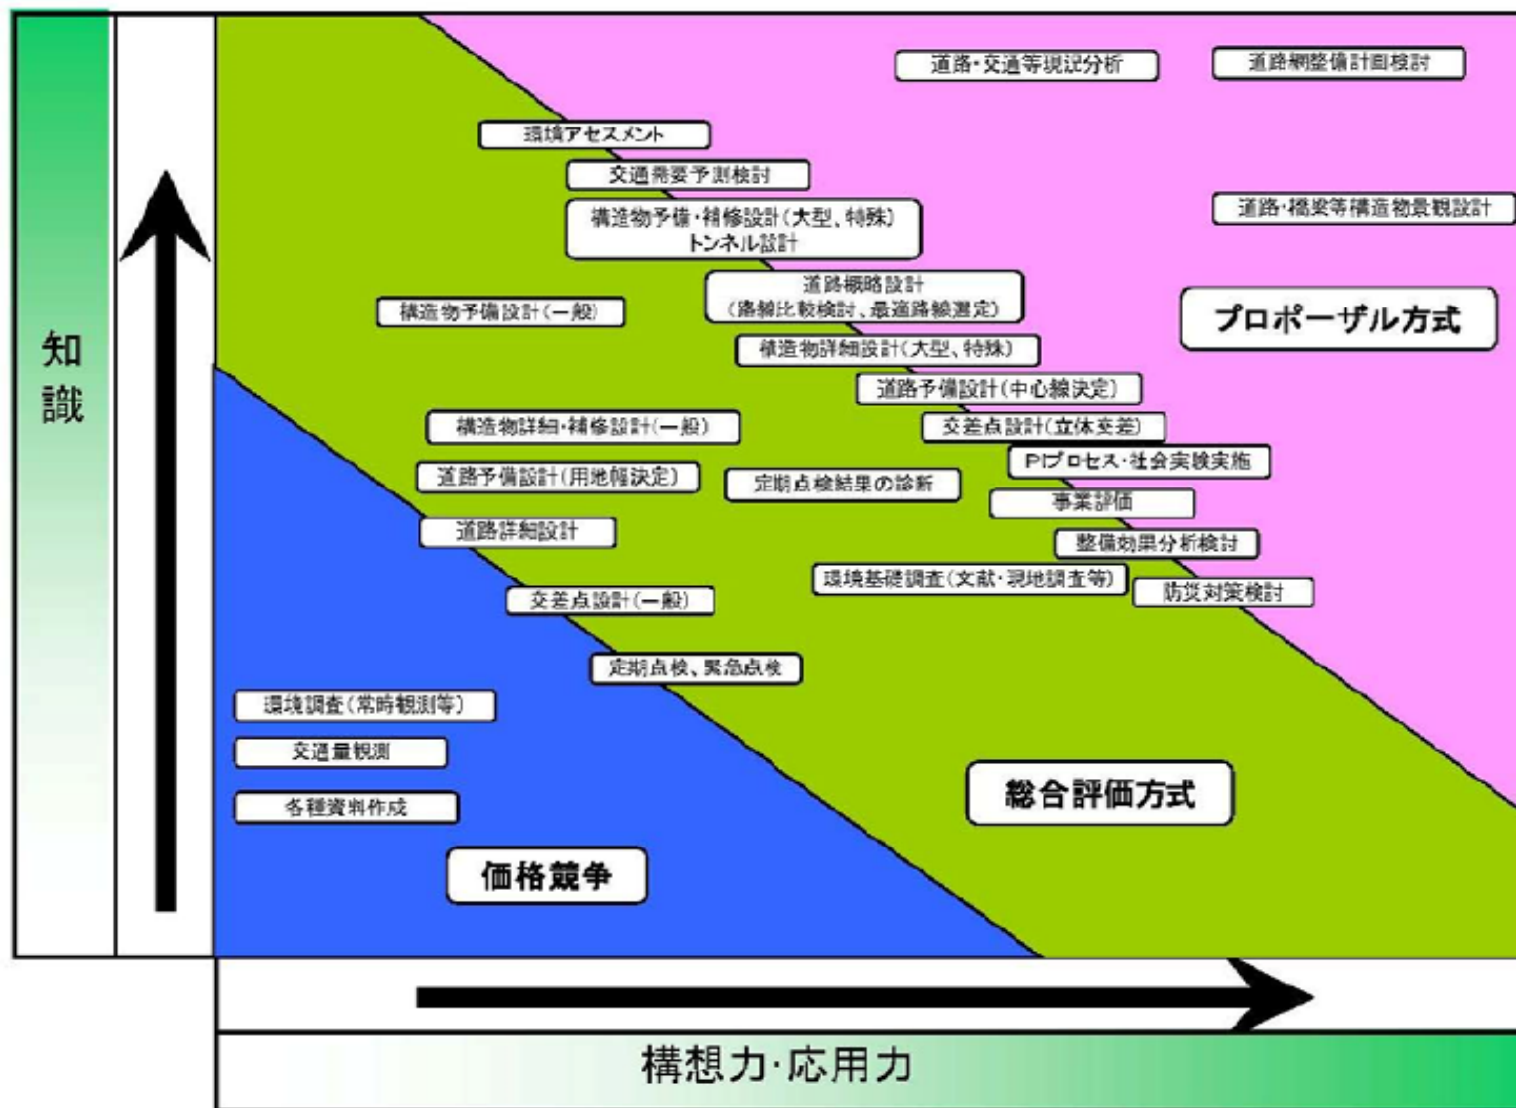 道路・交通等現況分析
道路網整備計画検討
環境アセスメント
交通需要予測検討
道路・橋梁等構造物景観設計
構造物予備・補修設計(大型、特殊)
トンネル設計
道路概略設計
(路線比較検討、最適路線選定)
構造物予備設計(一般)
プロポーザル方式
構造物詳細設計(大型、特殊)
知識
道路予備設計(中心線決定)
構造物詳細・補修設計(一般)
交差点設計(立体交差)
PIプロセス・社会実験実施
道路予備設計(用地幅決定)
定期点検結果の診断
事業評価
道路詳細設計
整備効果分析検討
環境基礎調査(文献・現地調査等)
防災対策検討
交差点設計(一般)
定期点検、緊急点検
環境調査(常時観測等)
交通量観測
各種資料作成
総合評価方式
価格競争
構想力・応用力